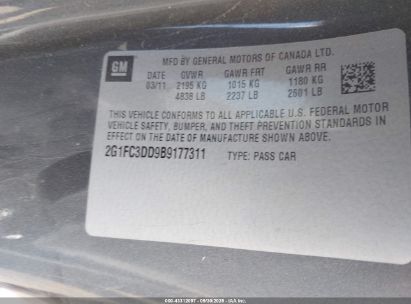 GM
MFD BY GENERAL MOTORS OF CANADA LTD.
03/11 GVWR GAWR FRT GAWR RR
2195 KG 1015 KG 1180 KG
4838 LB 2237 LB 2601 LB
THIS VEHICLE CONFORMS TO ALL APPLICABLE U.S. FEDERAL MOTOR
VEHICLE SAFETY, BUMPER, AND THEFT PREVENTION STANDARDS IN
EFFECT ON THE DATE OF MANUFACTURE SHOWN ABOVE.
2G1FC3DD9B9177311 TYPE: PASS CAR